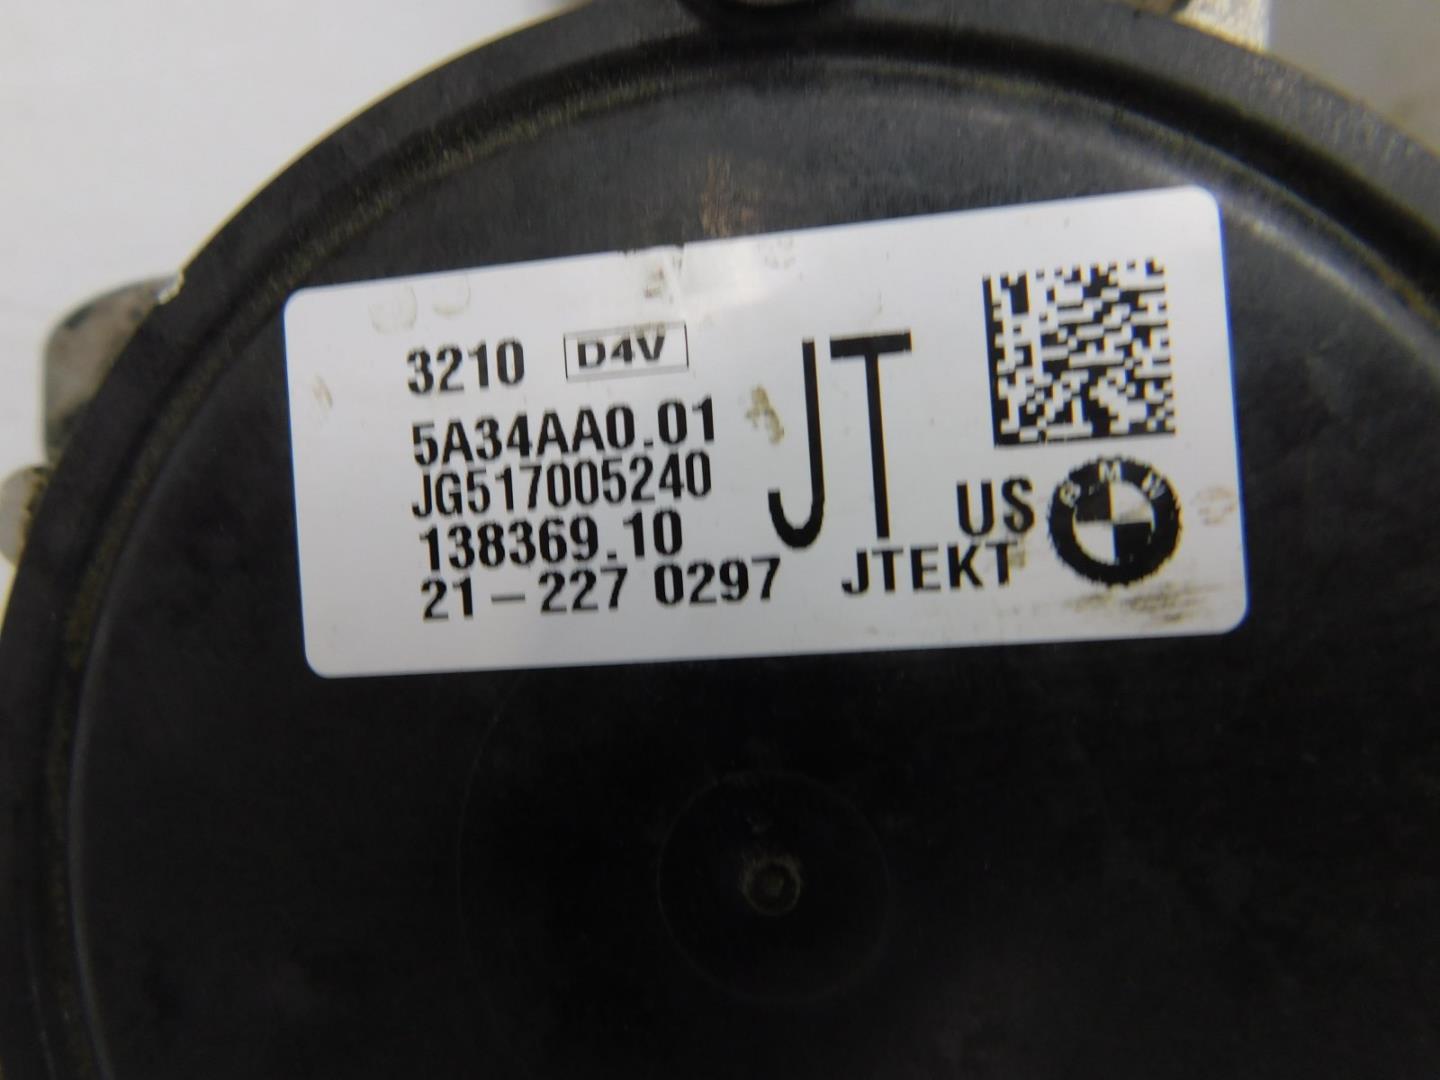 3210 D4V
5A34AA0.01
JG517005240
138369.10
21-227 0297
JT
US
JTEKT
BMW